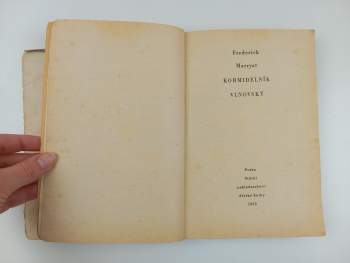 Frederick
Marryat
KORMIDELNÍK
VLNOVSKÝ
Praha
Státní
nakladatelství
dětské knihy